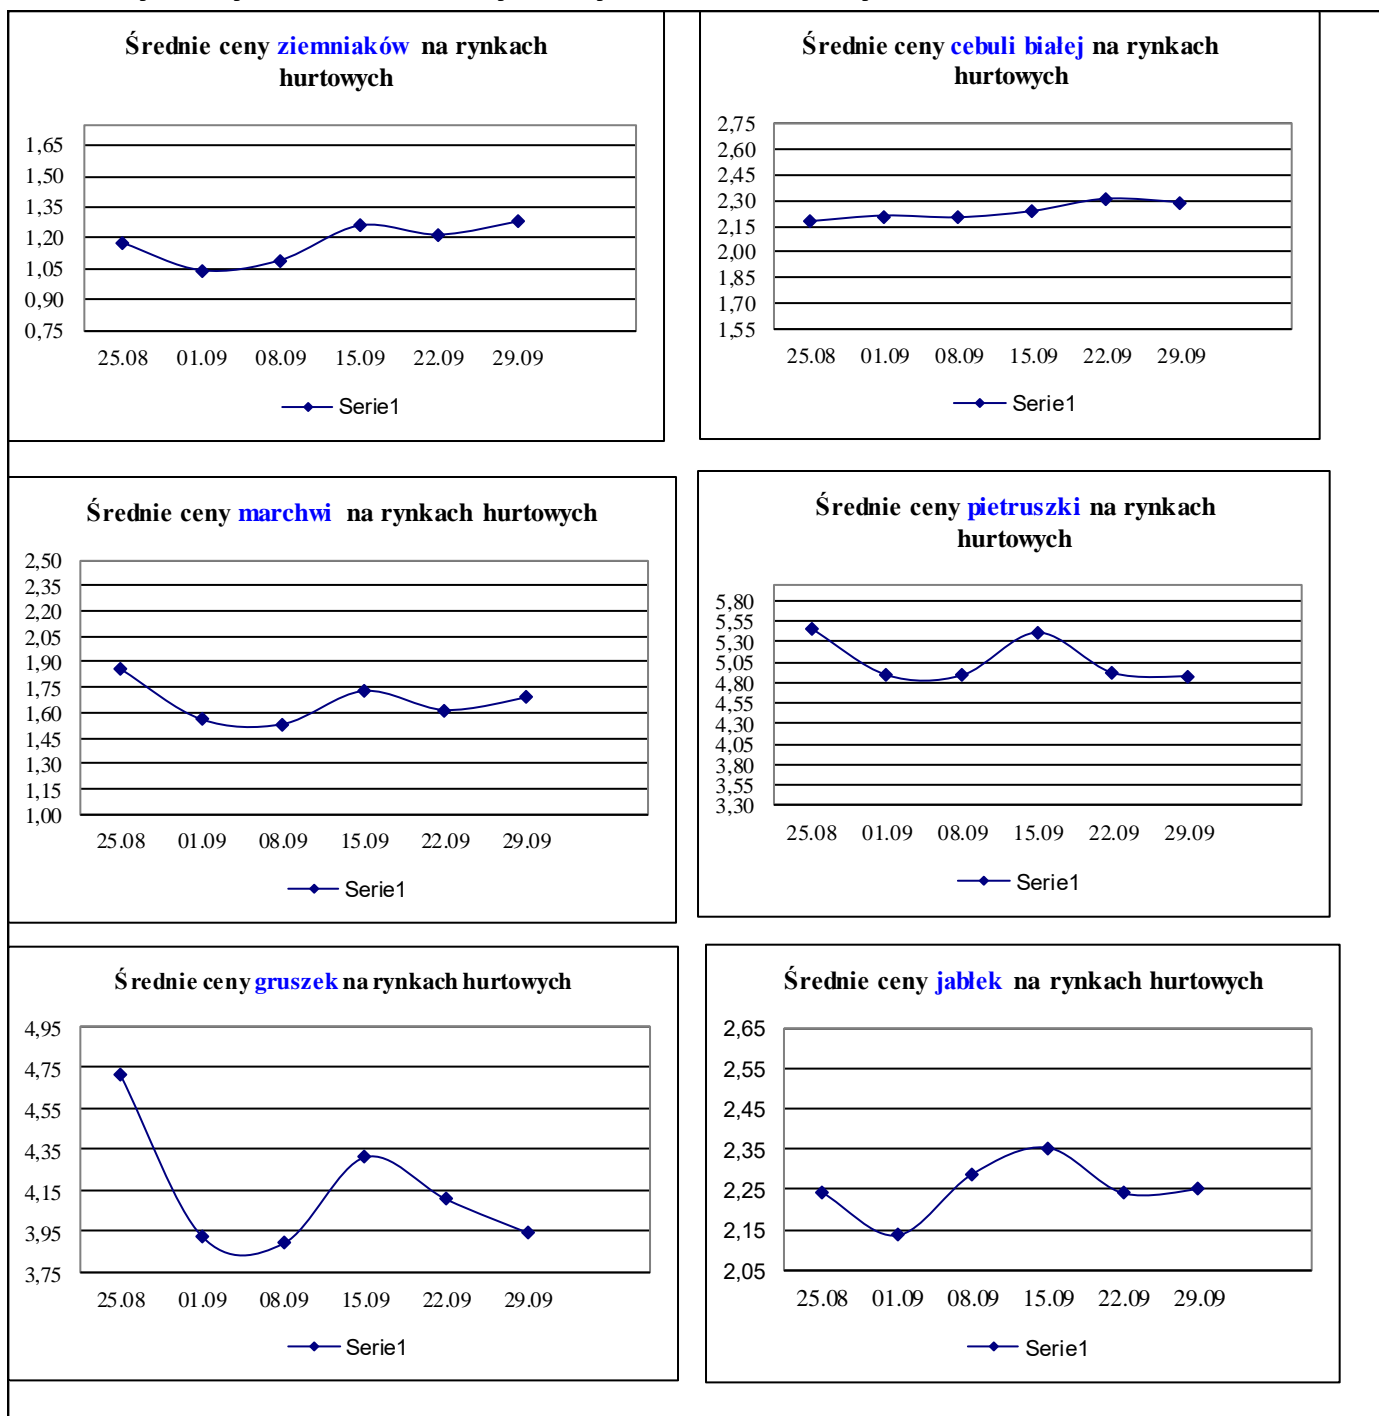 Średnie ceny ziemniaków na rynkach
hurtowych
1,65
1,50
1,35
1,20
1,05
0,90
0,75
25.08 01.09 08.09 15.09 22.09 29.09
Serie1
Średnie ceny cebuli białej na rynkach
hurtowych
2,75
2,60
2,45
2,30
2,15
2,00
1,85
1,70
1,55
25.08 01.09 08.09 15.09 22.09 29.09
Serie1
Średnie ceny marchwi na rynkach hurtowych
2,50
2,35
2,20
2,05
1,90
1,75
1,60
1,45
1,30
1,15
1,00
25.08 01.09 08.09 15.09 22.09 29.09
Serie1
Średnie ceny pietruszki na rynkach
hurtowych
5,80
5,55
5,30
5,05
4,80
4,55
4,30
4,05
3,80
3,55
3,30
25.08 01.09 08.09 15.09 22.09 29.09
Serie1
Średnie ceny gruszek na rynkach hurtowych
4,95
4,75
4,55
4,35
4,15
3,95
3,75
25.08 01.09 08.09 15.09 22.09 29.09
Serie1
Średnie ceny jabłek na rynkach hurtowych
2,65
2,55
2,45
2,35
2,25
2,15
2,05
25.08 01.09 08.09 15.09 22.09 29.09
Serie1